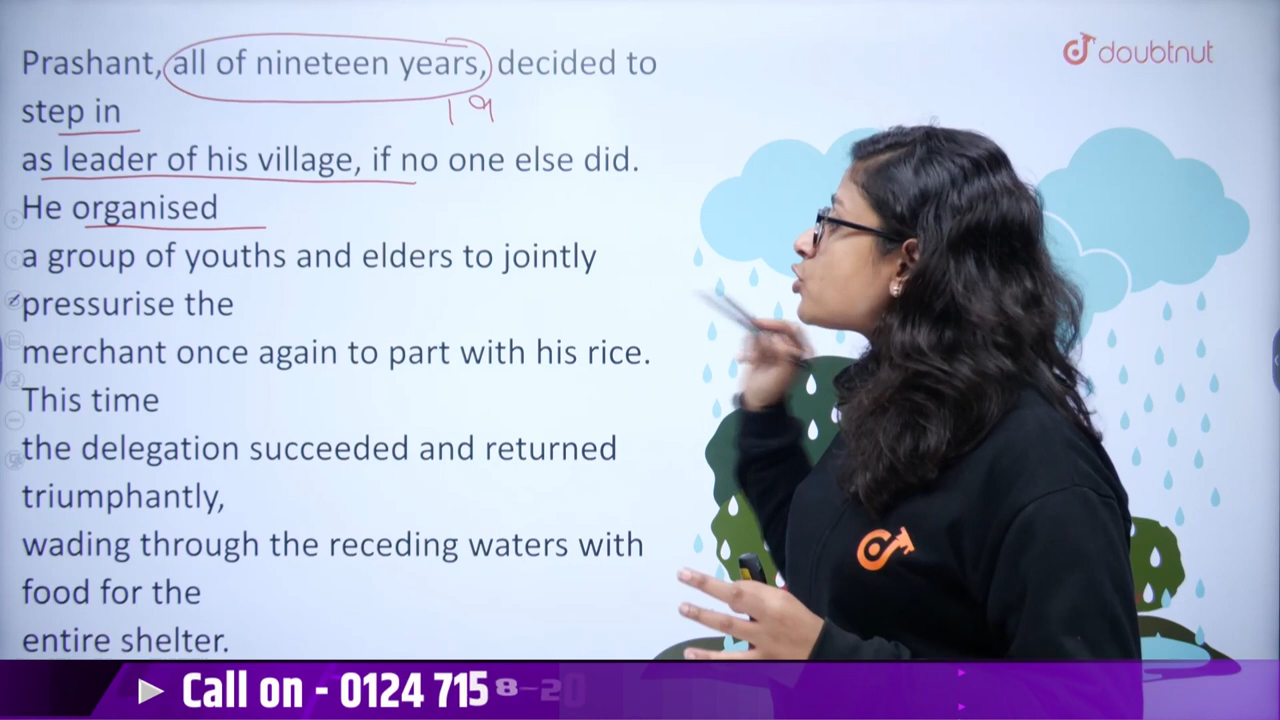 Prashant, all of nineteen years, decided to
step in
19
as leader of his village, if no one else did.
He organised
a group of youths and elders to jointly
pressurise the
merchant once again to part with his rice.
This time
the delegation succeeded and returned
triumphantly,
wading through the receding waters with
food for the
entire shelter.
doubtnut
Call on - 0124 7158-20